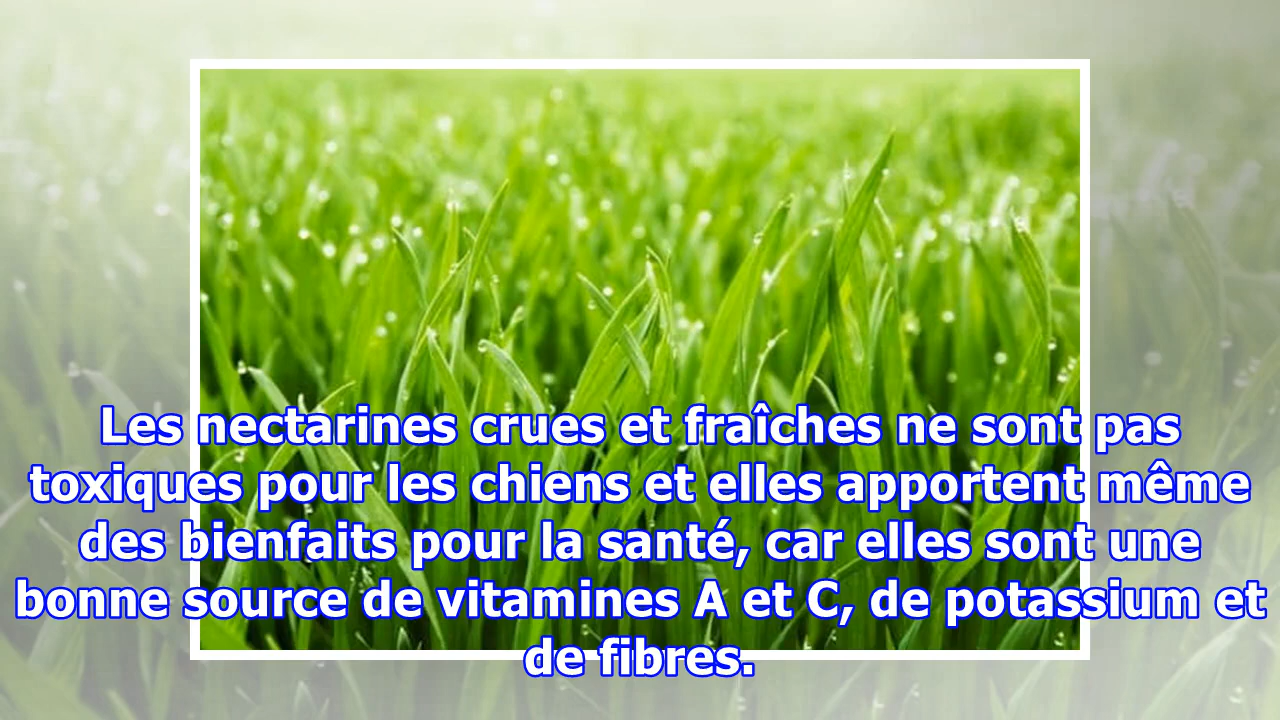 Les nectarines crues et fraîches ne sont pas
toxiques pour les chiens et elles apportent même
des bienfaits pour la santé, car elles sont une
bonne source de vitamines A et C, de potassium et
de fibres.